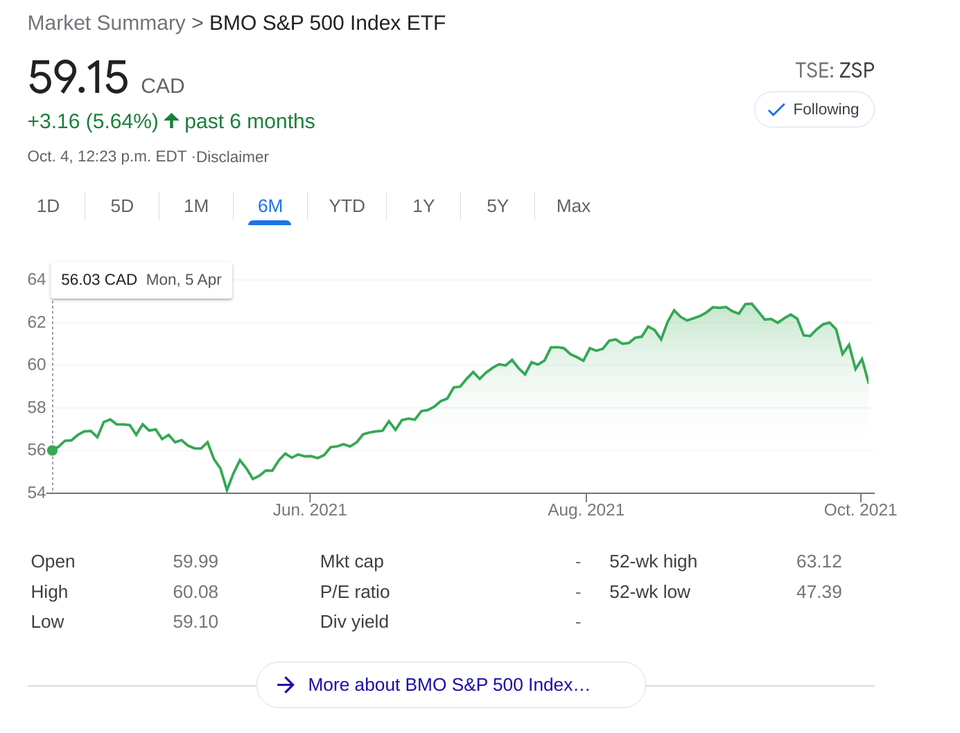 Market Summary > BMO S&P 500 Index ETF
59.15 CAD
TSE: ZSP
+3.16 (5.64%) ↑ past 6 months
Following
Oct. 4, 12:23 p.m. EDT ·Disclaimer
1D 5D 1M 6M YTD 1Y 5Y Max
56.03 CAD Mon, 5 Apr
64
62
60
58
56
54
Jun. 2021 Aug. 2021 Oct. 2021
Open 59.99 Mkt cap - 52-wk high 63.12
High 60.08 P/E ratio - 52-wk low 47.39
Low 59.10 Div yield -
More about BMO S&P 500 Index…